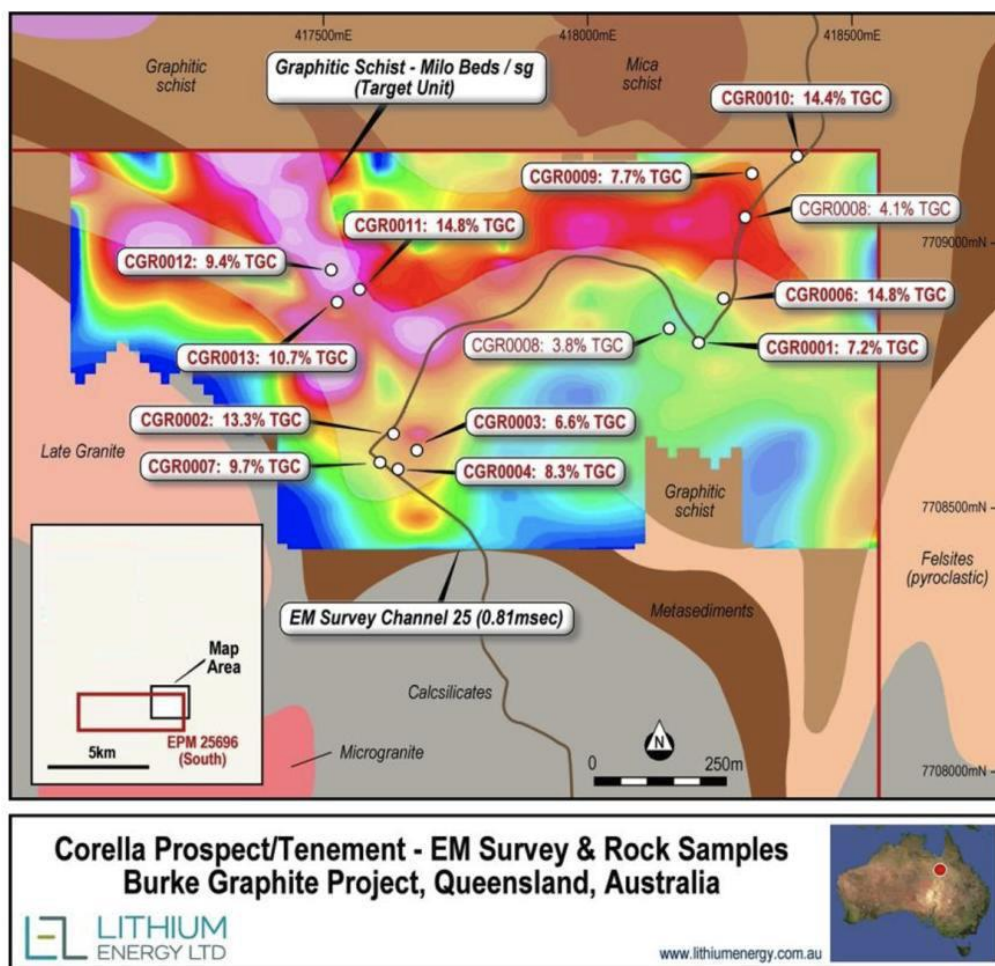 417500mE
418000mE
418500mE
Graphitic
schist
Graphitic Schist - Milo Beds / sg
(Target Unit)
Mica
schist
CGR0010: 14.4% TGC
CGR0009: 7.7% TGC
CGR0011: 14.8% TGC
CGR0008: 4.1% TGC
7709000mN
CGR0012: 9.4% TGC
CGR0006: 14.8% TGC
CGR0013: 10.7% TGC
CGR0008: 3.8% TGC
CGR0001: 7.2% TGC
CGR0002: 13.3% TGC
CGR0003: 6.6% TGC
Late Granite
CGR0007: 9.7% TGC
CGR0004: 8.3% TGC
Graphitic
schist
7708500mN
Felsites
(pyroclastic)
EM Survey Channel 25 (0.81msec)
Metasediments
Map
Area
Calcsilicates
EPM 25696
(South)
5km
Microgranite
N
0
250m
7708000mN
Corella Prospect/Tenement - EM Survey & Rock Samples
Burke Graphite Project, Queensland, Australia
LEL
LITHIUM
ENERGY LTD
www.lithiumenergy.com.au